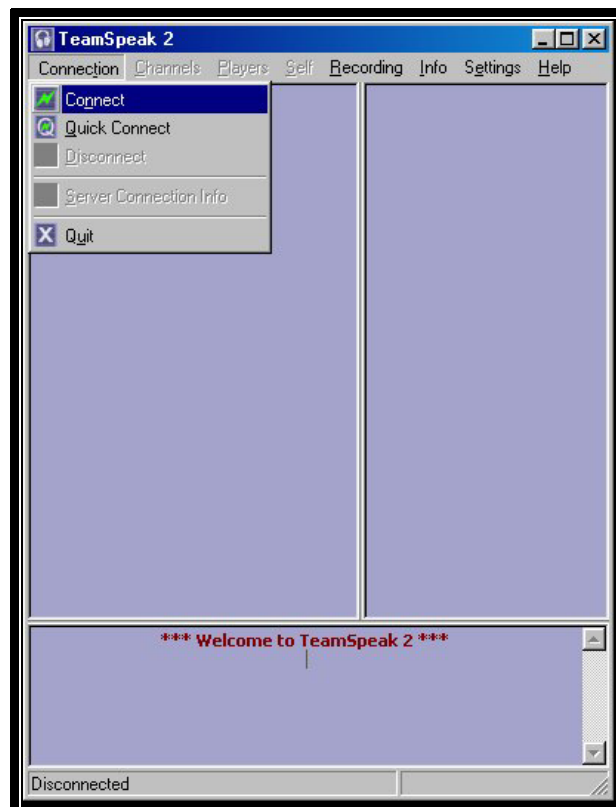 TeamSpeak 2
Connection Channels Players Self Recording Info Settings Help
Connect
Quick Connect
Disconnect
Server Connection Info
Quit
*** Welcome to TeamSpeak 2 ***
Disconnected